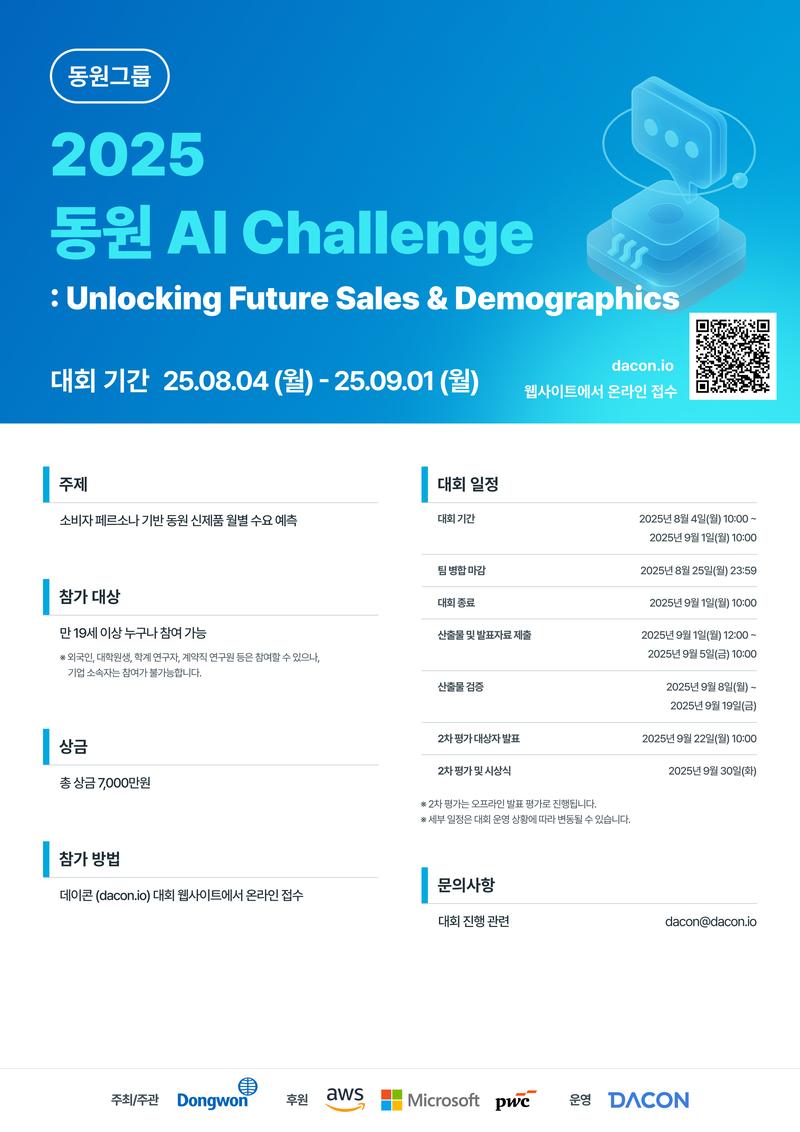 동원그룹
2025
동원 AI Challenge
: Unlocking Future Sales & Demographics
대회 기간 25.08.04 (월) - 25.09.01 (월)
dacon.io
웹사이트에서 온라인 접수
주제
소비자 페르소나 기반 동원 신제품 월별 수요 예측
참가 대상
만 19세 이상 누구나 참여 가능
※ 외국인, 대학원생, 학계 연구자, 계약직 연구원 등은 참여할 수 있으나,
기업 소속자는 참여가 불가능합니다.
상금
총 상금 7,000만원
참가 방법
데이콘 (dacon.io) 대회 웹사이트에서 온라인 접수
대회 일정
대회 기간 2025년 8월 4일(월) 10:00 ~
2025년 9월 1일(월) 10:00
팀 병합 마감 2025년 8월 25일(월) 23:59
대회 종료 2025년 9월 1일(월) 10:00
산출물 및 발표자료 제출 2025년 9월 1일(월) 12:00 ~
2025년 9월 5일(금) 10:00
산출물 검증 2025년 9월 8일(월) ~
2025년 9월 19일(금)
2차 평가 대상자 발표 2025년 9월 22일(월) 10:00
2차 평가 및 시상식 2025년 9월 30일(화)
※ 2차 평가는 오프라인 발표 평가로 진행됩니다.
※ 세부 일정은 대회 운영 상황에 따라 변동될 수 있습니다.
문의사항
대회 진행 관련 dacon@dacon.io
주최/주관 Dongwon 후원 aws Microsoft pwc 운영 DACON